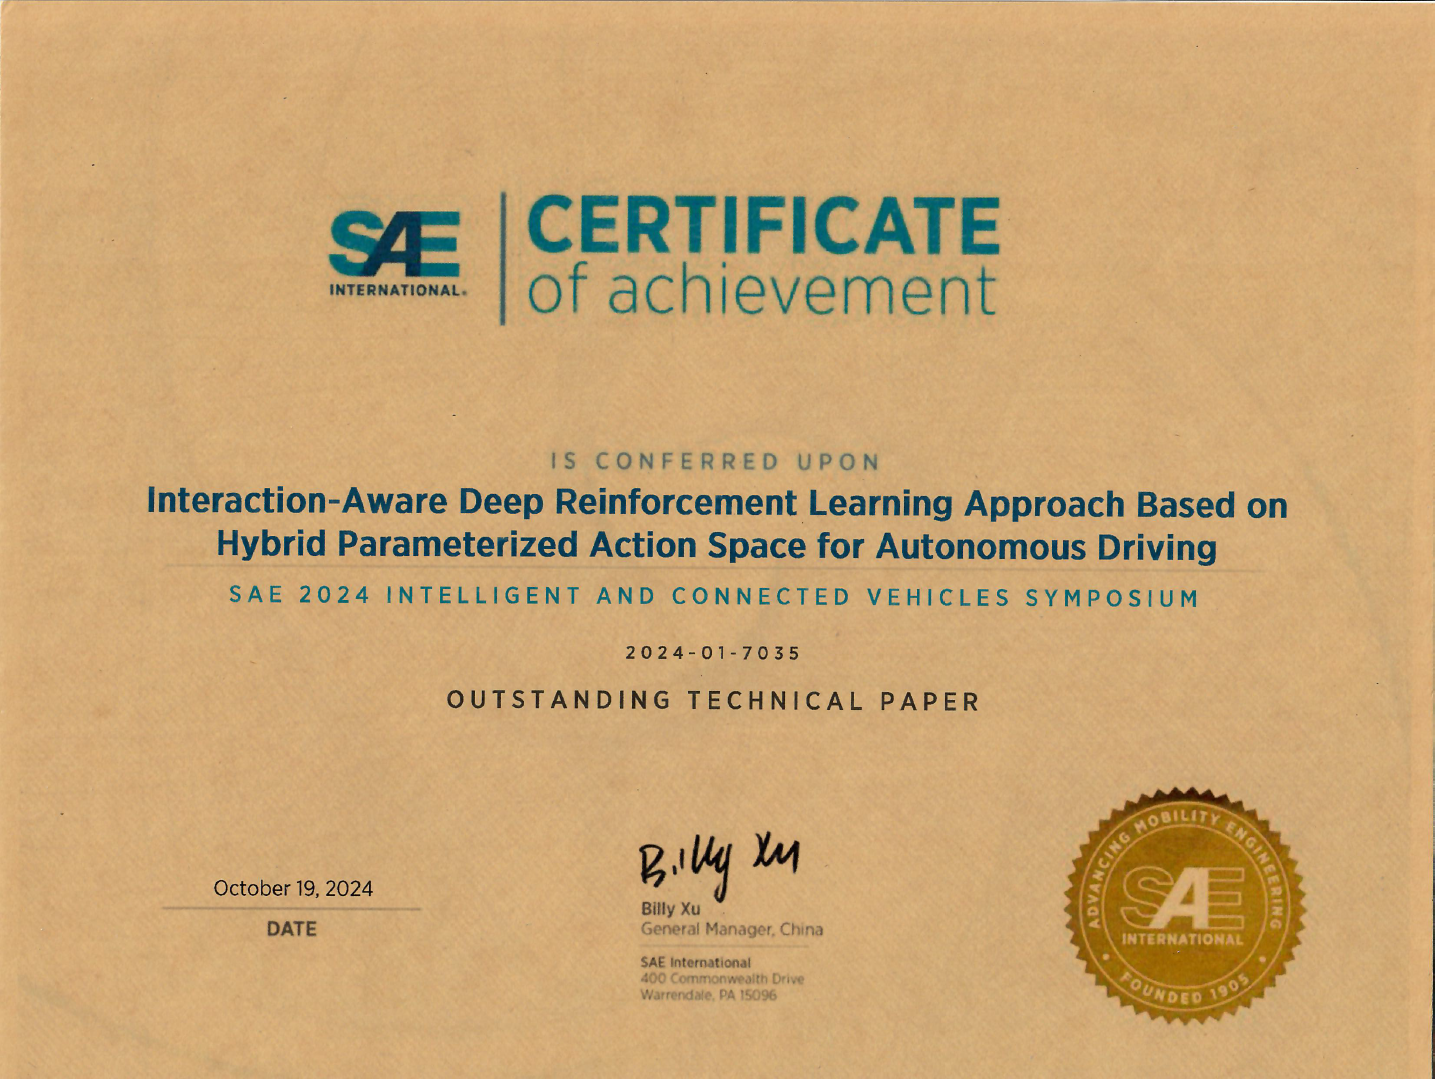 SAE
INTERNATIONAL®
CERTIFICATE
of achievement
IS CONFERRED UPON
Interaction-Aware Deep Reinforcement Learning Approach Based on
Hybrid Parameterized Action Space for Autonomous Driving
SAE 2024 INTELLIGENT AND CONNECTED VEHICLES SYMPOSIUM
2024-01-7035
OUTSTANDING TECHNICAL PAPER
October 19, 2024
DATE
Billy Xu
Billy Xu
General Manager, China
SAE International
400 Commonwealth Drive
Warrendale, PA 15096
ADVANCING MOBILITY ENGINEERING
SAE
INTERNATIONAL
• FOUNDED 1905 •